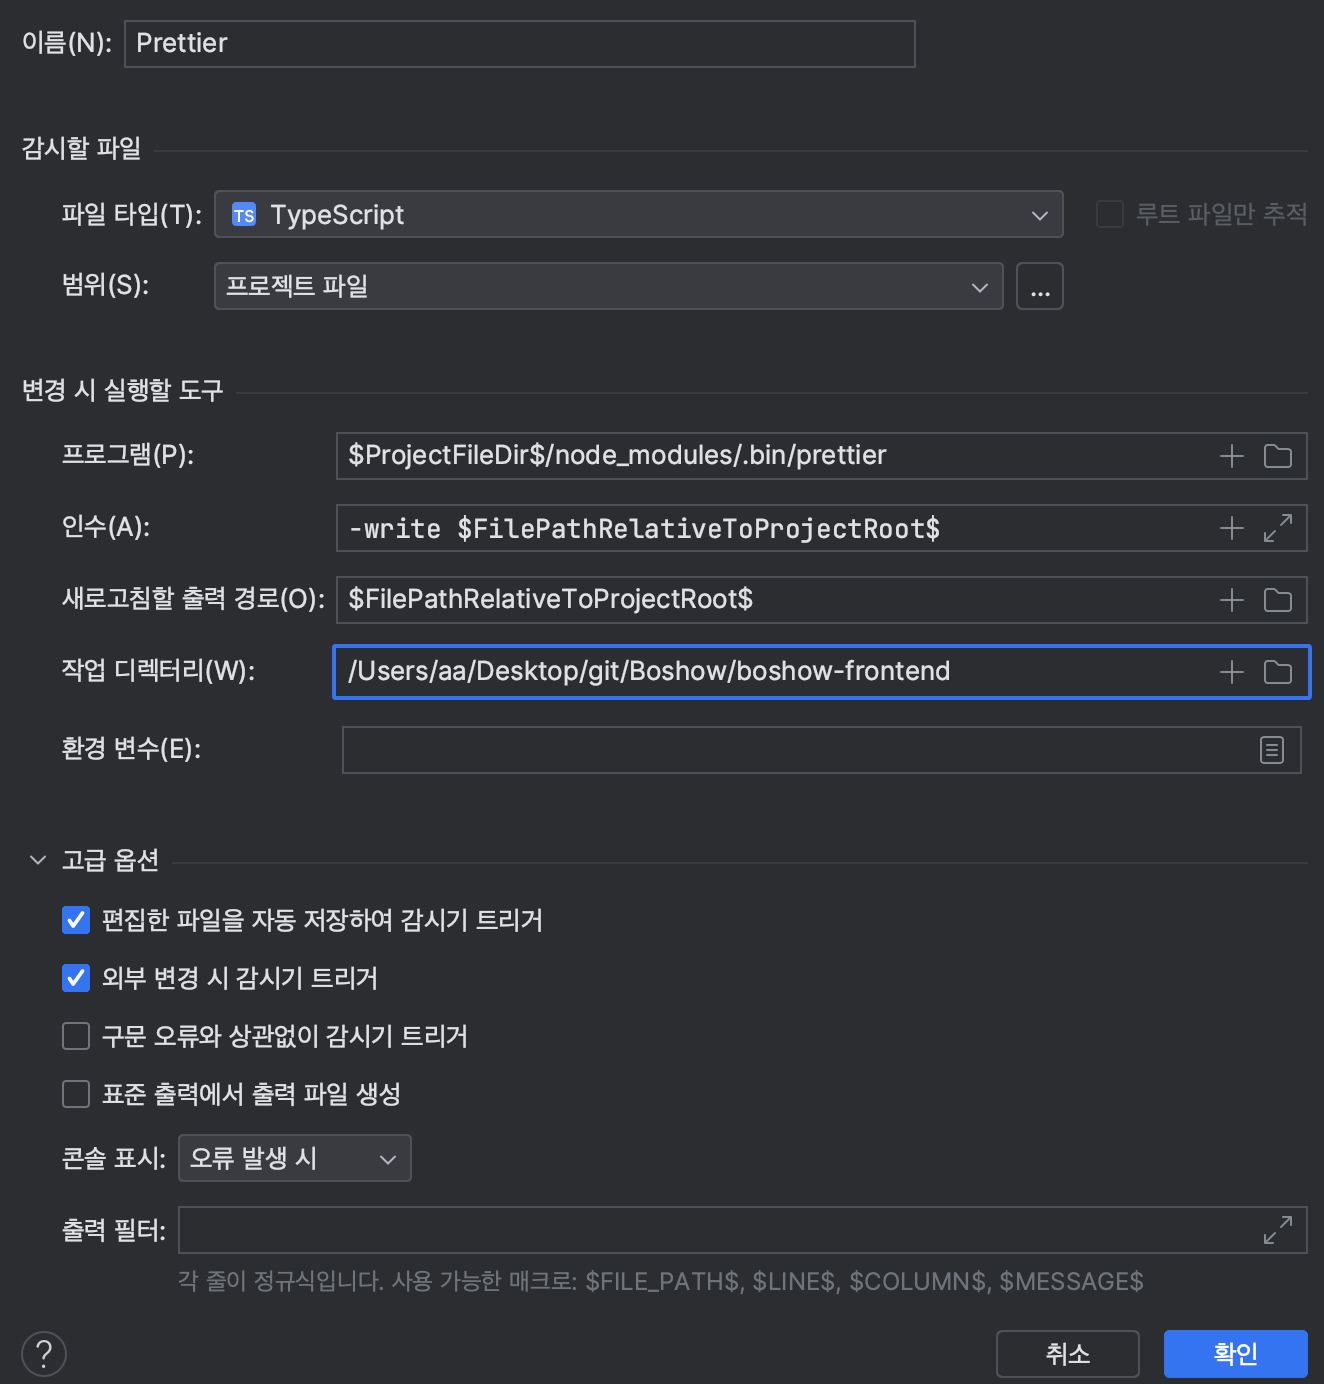 이름(N): Prettier
감시할 파일
파일 타입(T): TS TypeScript 루트 파일만 추적
범위(S): 프로젝트 파일 ...
변경 시 실행할 도구
프로그램(P): $ProjectFileDir$/node_modules/.bin/prettier
인수(A): -write $FilePathRelativeToProjectRoot$
새로고침할 출력 경로(O): $FilePathRelativeToProjectRoot$
작업 디렉터리(W): /Users/aa/Desktop/git/Boshow/boshow-frontend
환경 변수(E):
고급 옵션
편집한 파일을 자동 저장하여 감시기 트리거
외부 변경 시 감시기 트리거
구문 오류와 상관없이 감시기 트리거
표준 출력에서 출력 파일 생성
콘솔 표시: 오류 발생 시
출력 필터:
각 줄이 정규식입니다. 사용 가능한 매크로: $FILE_PATH$, $LINE$, $COLUMN$, $MESSAGE$
? 취소 확인